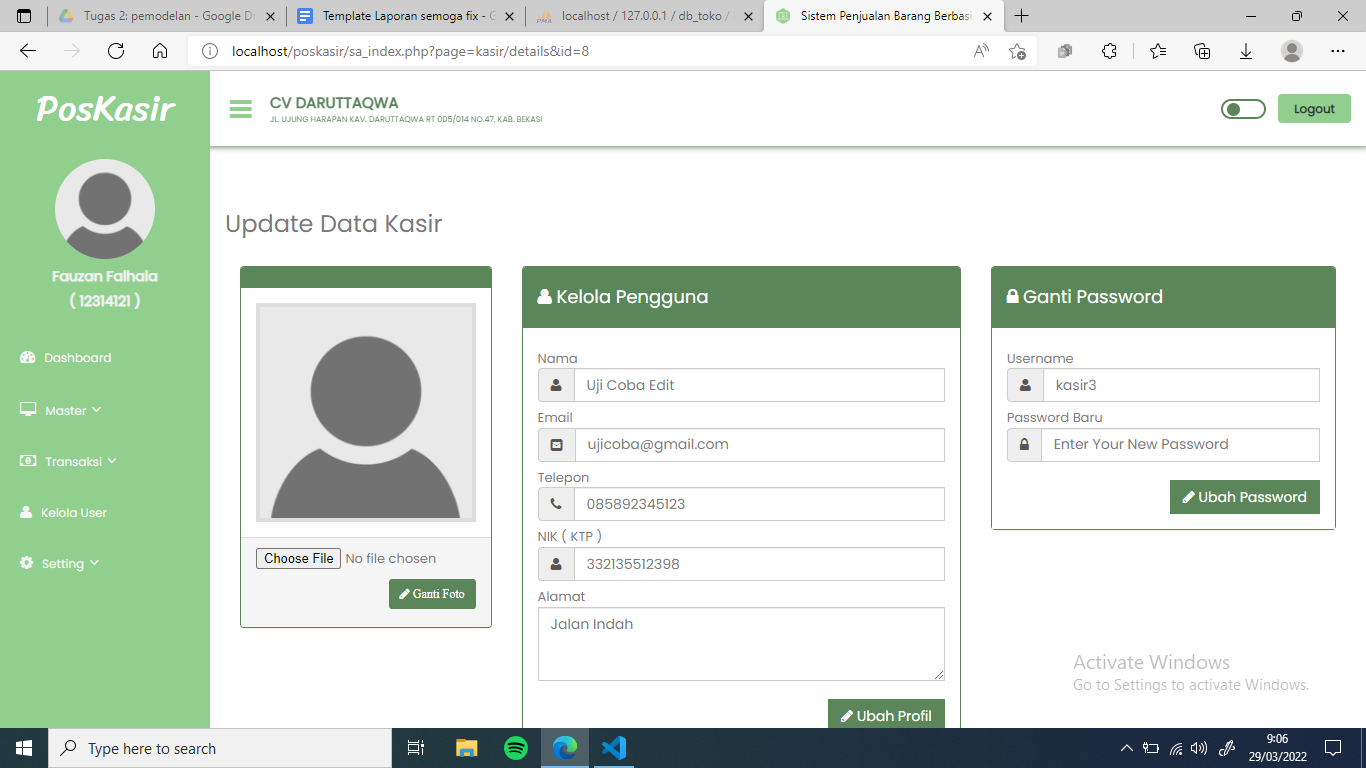 Tugas 2: pemodelan - Google Dr
Template Laporan semoga fix - G
localhost / 127.0.0.1 / db_toko /
Sistem Penjualan Barang Berbasi
localhost/poskasir/sa_index.php?page=kasir/details&id=8
PosKasir
CV DARUTTAQWA
JL. UJUNG HARAPAN KAV. DARUTTAQWA RT 005/014 NO.47, KAB. BEKASI
Logout
Fauzan Falhala
( 12314121 )
Dashboard
Master
Transaksi
Kelola User
Setting
Update Data Kasir
Choose File No file chosen
Ganti Foto
Kelola Pengguna
Nama
Uji Coba Edit
Email
ujicoba@gmail.com
Telepon
085892345123
NIK ( KTP )
332135512398
Alamat
Jalan Indah
Ubah Profil
Ganti Password
Username
kasir3
Password Baru
Enter Your New Password
Ubah Password
Activate Windows
Go to Settings to activate Windows.
Type here to search
9:06
29/03/2022